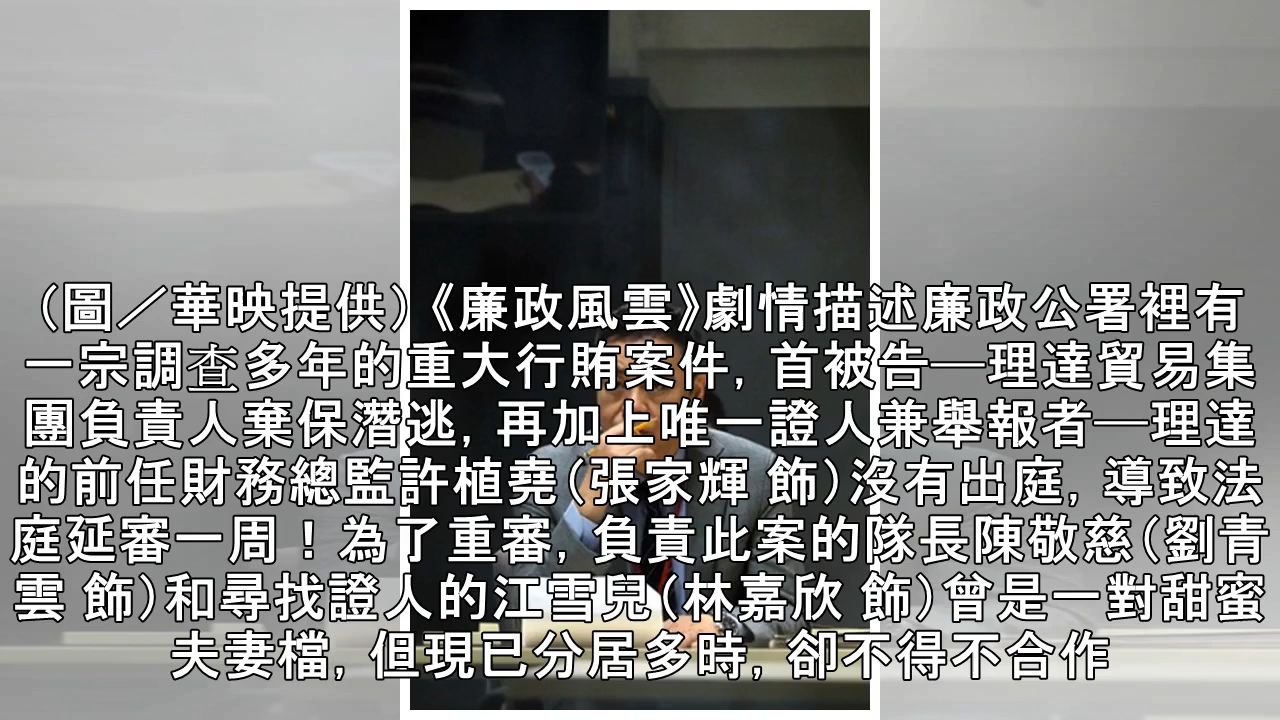 （圖／華映提供）《廉政風雲》劇情描述廉政公署裡有
一宗調查多年的重大行賄案件，首被告─理達貿易集
團負責人棄保潛逃，再加上唯一證人兼舉報者─理達
的前任財務總監許植堯（張家輝 飾）沒有出庭，導致法
庭延審一周！為了重審，負責此案的隊長陳敬慈（劉青
雲 飾）和尋找證人的江雪兒（林嘉欣 飾）曾是一對甜蜜
夫妻檔，但現已分居多時，卻不得不合作